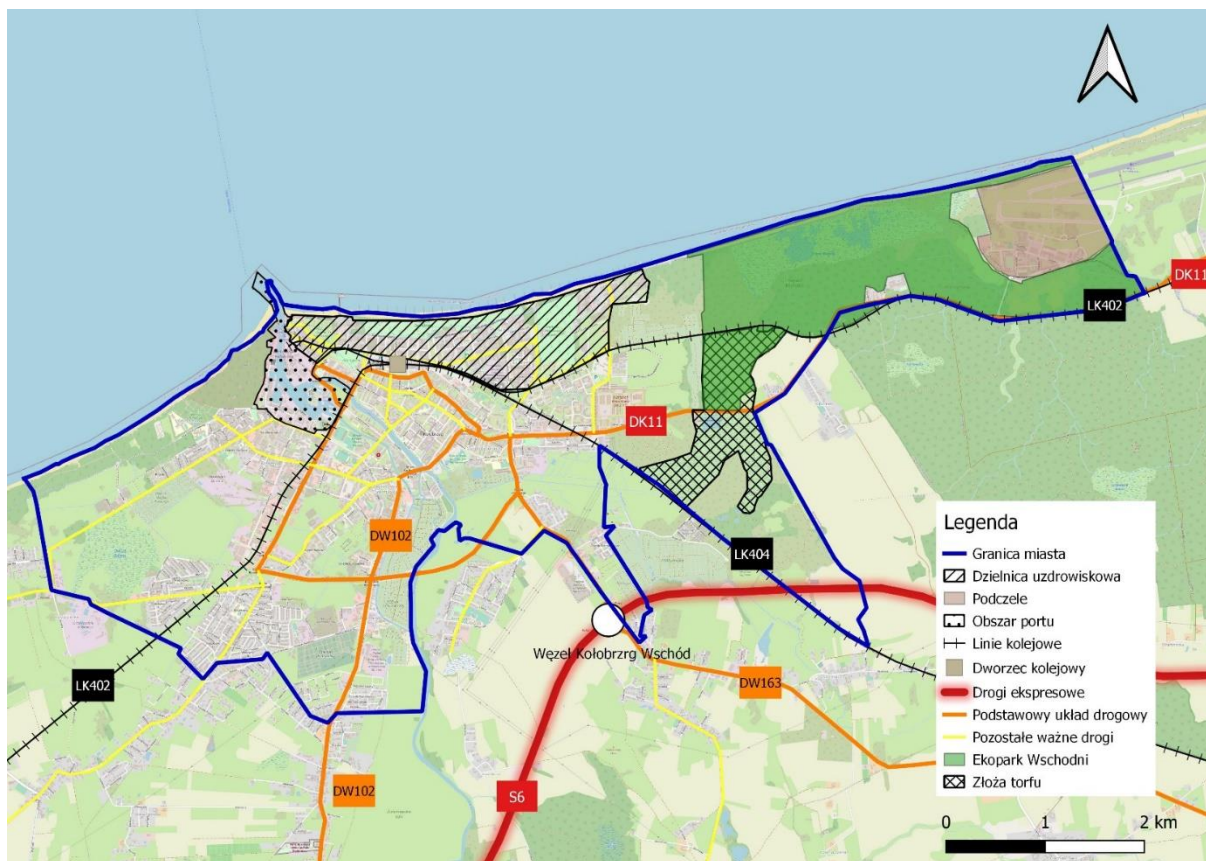 DK11
LK402
DK11
DW102
LK404
Węzeł Kołobrzrg Wschód
LK402
DW163
DW102
S6
Legenda
Granica miasta
Dzielnica uzdrowiskowa
Podczele
Obszar portu
Linie kolejowe
Dworzec kolejowy
Drogi ekspresowe
Podstawowy układ drogowy
Pozostałe ważne drogi
Ekopark Wschodni
Złoża torfu
0 1 2 km